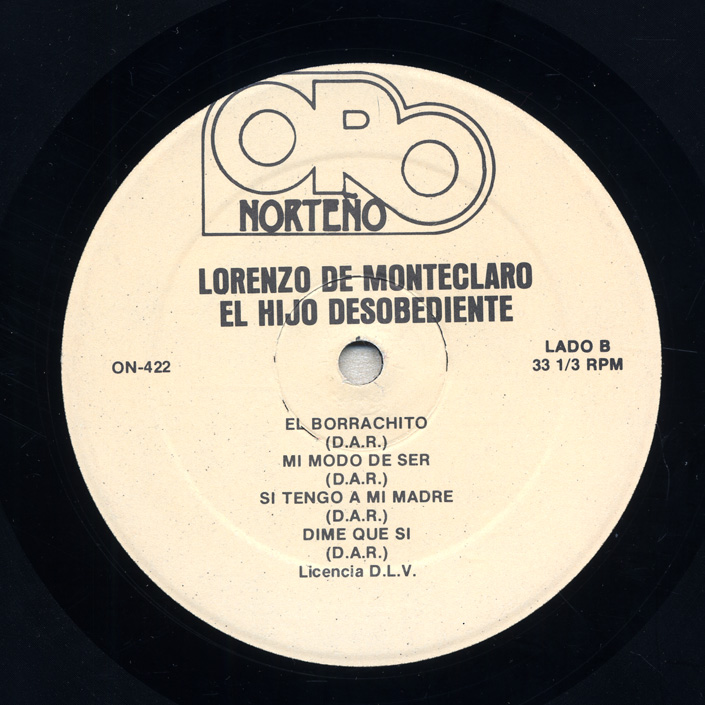 ORO
NORTEÑO
LORENZO DE MONTECLARO
EL HIJO DESOBEDIENTE
ON-422
LADO B
33 1/3 RPM
EL BORRACHITO
(D.A.R.)
MI MODO DE SER
(D.A.R.)
SI TENGO A MI MADRE
(D.A.R.)
DIME QUE SI
(D.A.R.)
Licencia D.L.V.